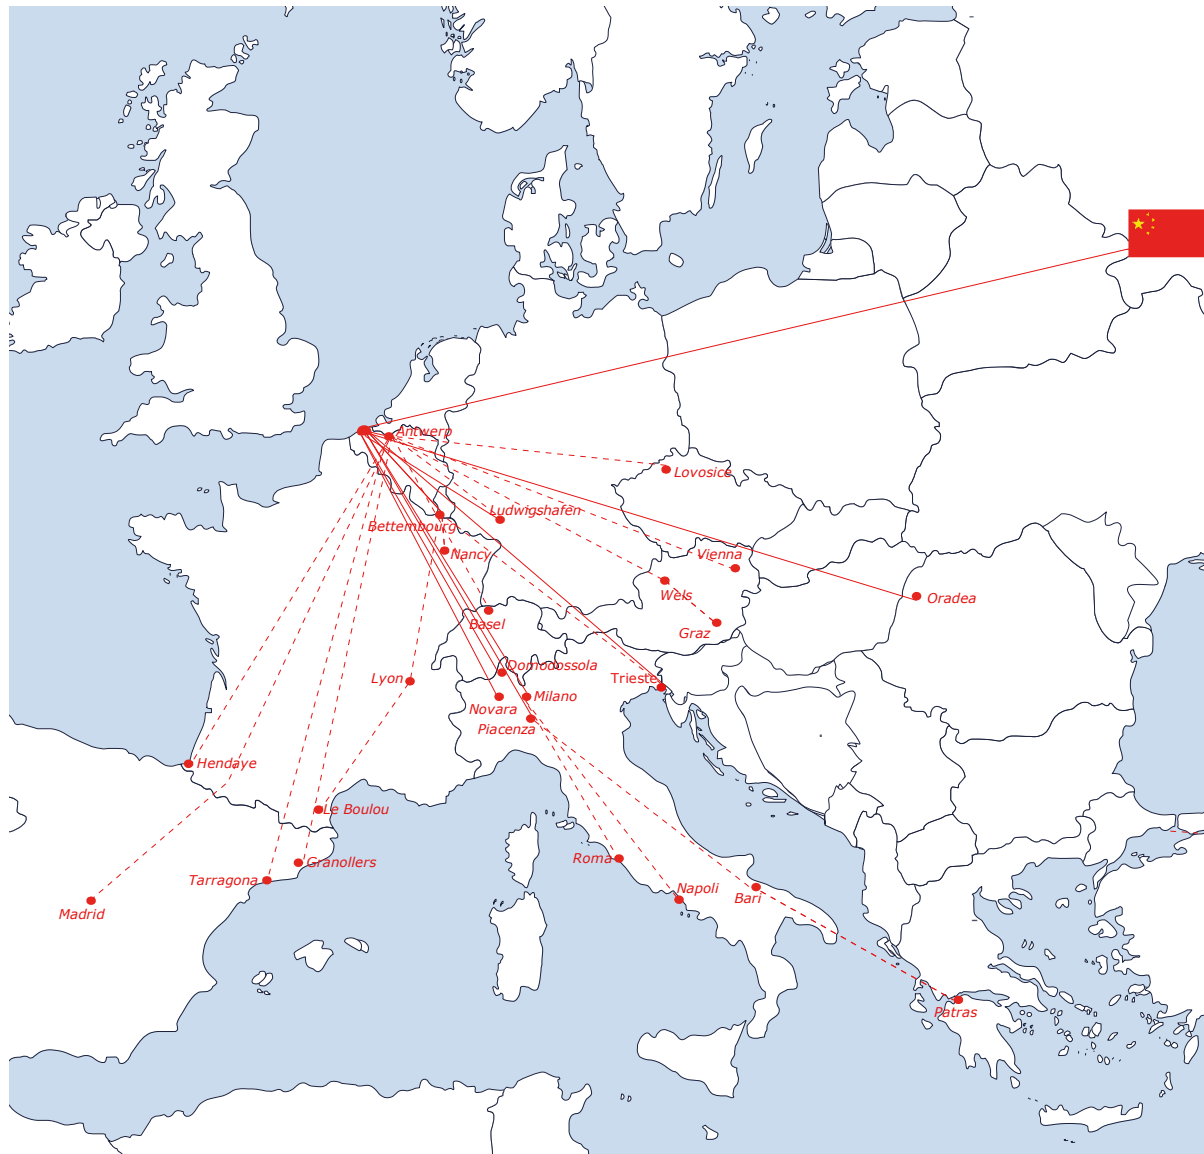 Antwerp
Lovosice
Ludwigshafen
Bettembourg
Nancy
Vienna
Wels
Oradea
Basel
Graz
Domodossola
Lyon
Trieste
Novara
Milano
Piacenza
Hendaye
Le Boulou
Roma
Granollers
Tarragona
Napoli
Bari
Madrid
Patras